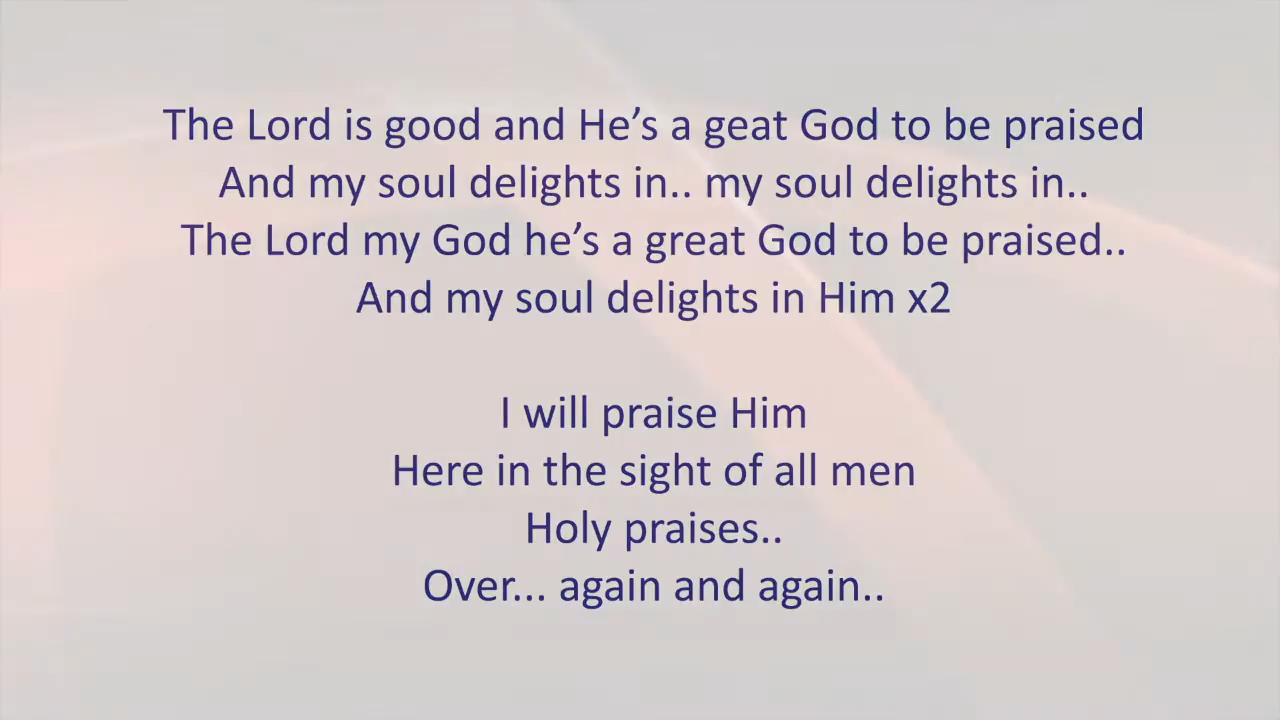 The Lord is good and He’s a geat God to be praised
And my soul delights in.. my soul delights in..
The Lord my God he’s a great God to be praised..
And my soul delights in Him x2
I will praise Him
Here in the sight of all men
Holy praises..
Over... again and again..